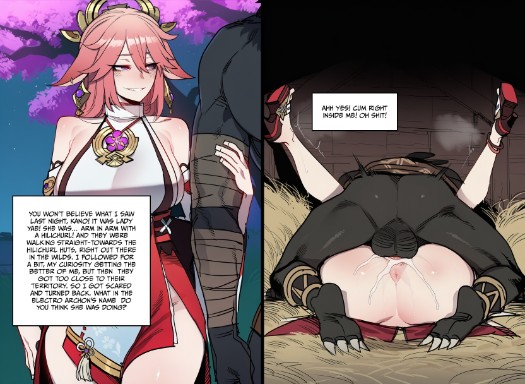 YOU WON'T BELIEVE WHAT I SAW
LAST NIGHT, KANO! IT WAS LADY
YAE! SHE WAS... ARM IN ARM WITH
A HILICHURL! AND THEY WERE
WALKING STRAIGHT-TOWARDS THE
HILICHURL HUTS, RIGHT OUT THERE
IN THE WILDS. I FOLLOWED FOR
A BIT, MY CURIOSITY GETTING THE
BETTER OF ME, BUT THEN THEY
GOT TOO CLOSE TO THEIR
TERRITORY, SO I GOT SCARED
AND TURNED BACK. WHAT IN THE
ELECTRO ARCHON'S NAME DO
YOU THINK SHE WAS DOING?
AHH YES! CUM RIGHT
INSIDE ME! OH SHIT!